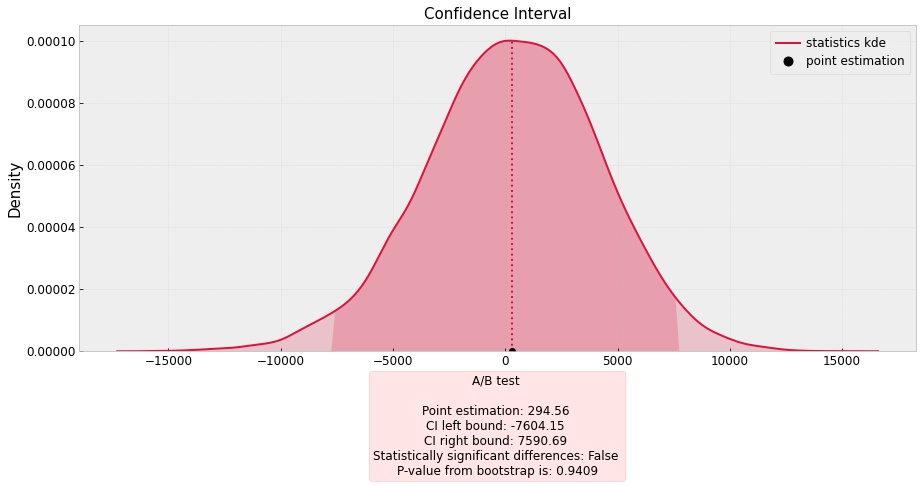 Confidence Interval
statistics kde
point estimation
0.00010
0.00008
0.00006
0.00004
0.00002
0.00000
Density
−15000
−10000
−5000
0
5000
10000
15000
A/B test
Point estimation: 294.56
CI left bound: -7604.15
CI right bound: 7590.69
Statistically significant differences: False
P-value from bootstrap is: 0.9409